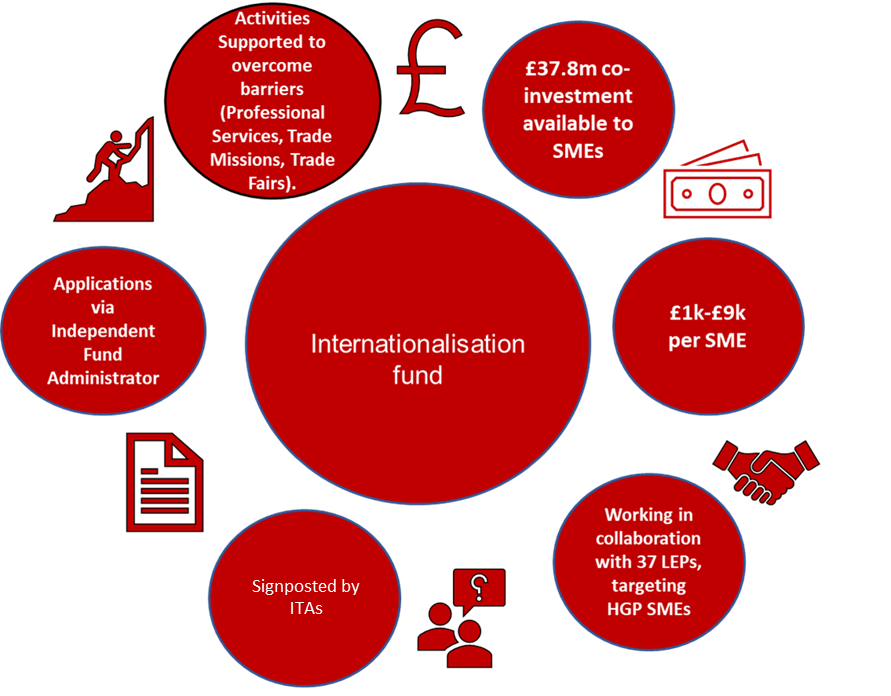 Activities
Supported to
overcome
barriers
(Professional
Services, Trade
Missions, Trade
Fairs).
£
£37.8m co-
investment
available to
SMEs
£1k-£9k
per SME
Working in
collaboration
with 37 LEPs,
targeting
HGP SMEs
Signposted by
ITAs
?
Applications
via
Independent
Fund
Administrator
Internationalisation
fund